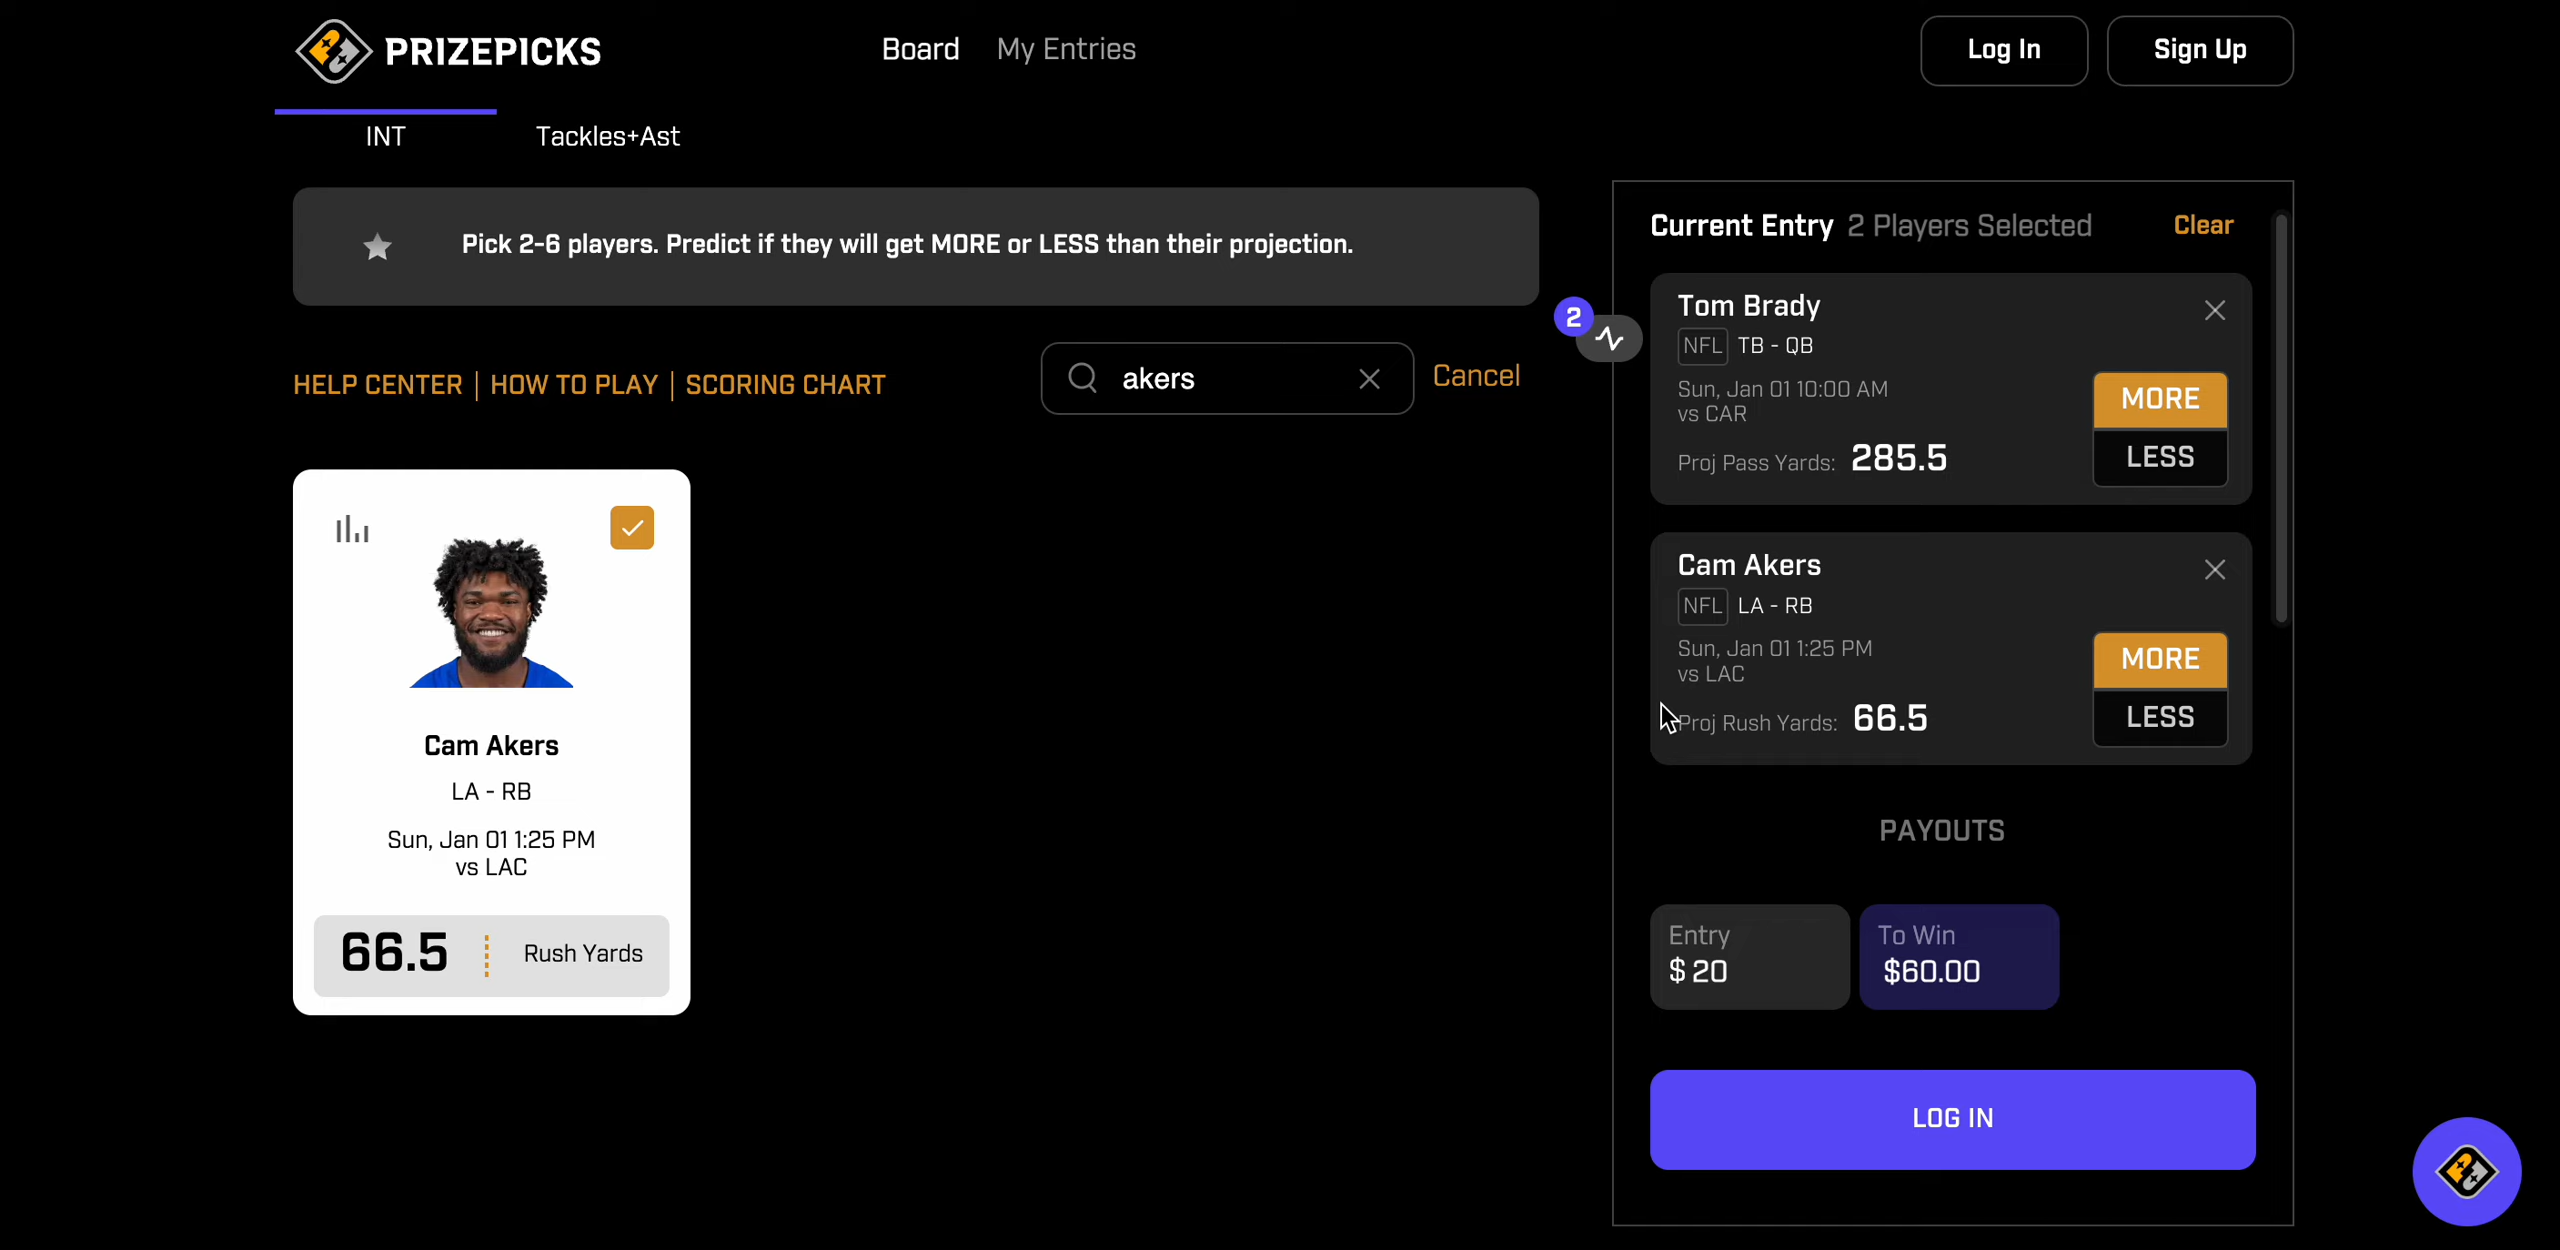 PRIZEPICKS
Board
My Entries
Log In
Sign Up
INT
Tackles+Ast
Pick 2-6 players. Predict if they will get MORE or LESS than their projection.
HELP CENTER | HOW TO PLAY | SCORING CHART
akers
Cancel
Cam Akers
LA - RB
Sun, Jan 01 1:25 PM
vs LAC
66.5
Rush Yards
2
Current Entry 2 Players Selected
Clear
Tom Brady
NFL TB - QB
Sun, Jan 01 10:00 AM
vs CAR
Proj Pass Yards: 285.5
MORE
LESS
Cam Akers
NFL LA - RB
Sun, Jan 01 1:25 PM
vs LAC
Proj Rush Yards: 66.5
MORE
LESS
PAYOUTS
Entry
$ 20
To Win
$60.00
LOG IN